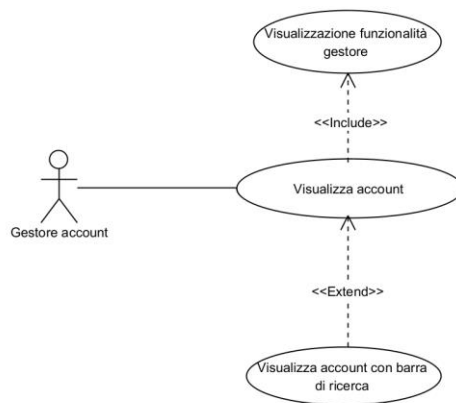 Visualizzazione funzionalità
gestore
<<Include>>
Visualizza account
Gestore account
<<Extend>>
Visualizza account con barra
di ricerca